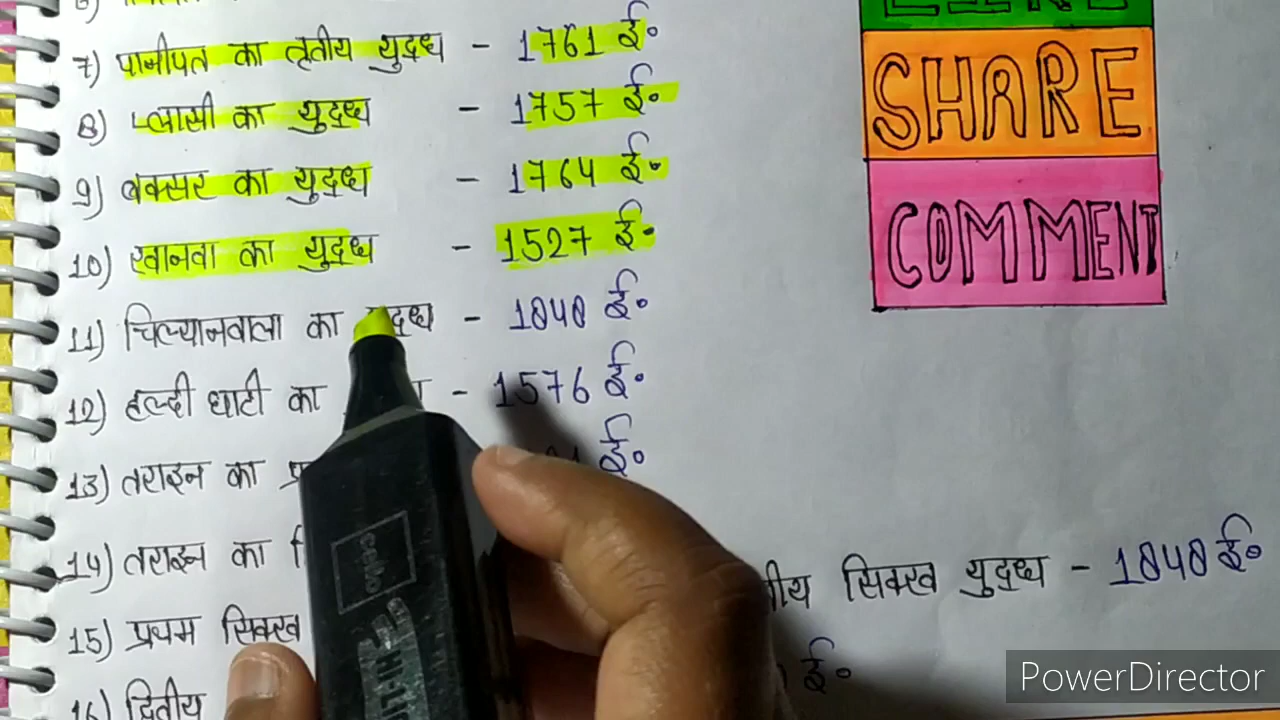 7) पानीपत का तृतीय युद्ध - 1761 ई०
8) प्लासी का युद्ध - 1757 ई०
9) बक्सर का युद्ध - 1764 ई०
10) खानवा का युद्ध - 1527 ई०
11) चिल्यानवाला का युद्ध - 1848 ई०
12) हल्दी घाटी का - 1576 ई०
13) तराइन का ई०
14) तराइन का
15) प्रथम सिक्ख
सिक्ख युद्ध - 1848 ई०
16) द्वितीय
ई०
SHARE
COMMENT
cello
PowerDirector